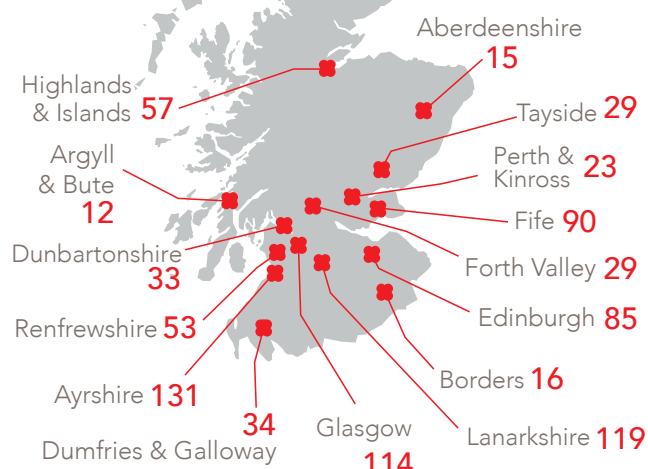 Aberdeenshire
15
Highlands
& Islands 57
Tayside 29
Argyll
& Bute
12
Perth &
Kinross 23
Fife 90
Dunbartonshire
33
Forth Valley 29
Renfrewshire 53
Edinburgh 85
Ayrshire 131
Borders 16
34
Dumfries & Galloway
Glasgow
114
Lanarkshire 119